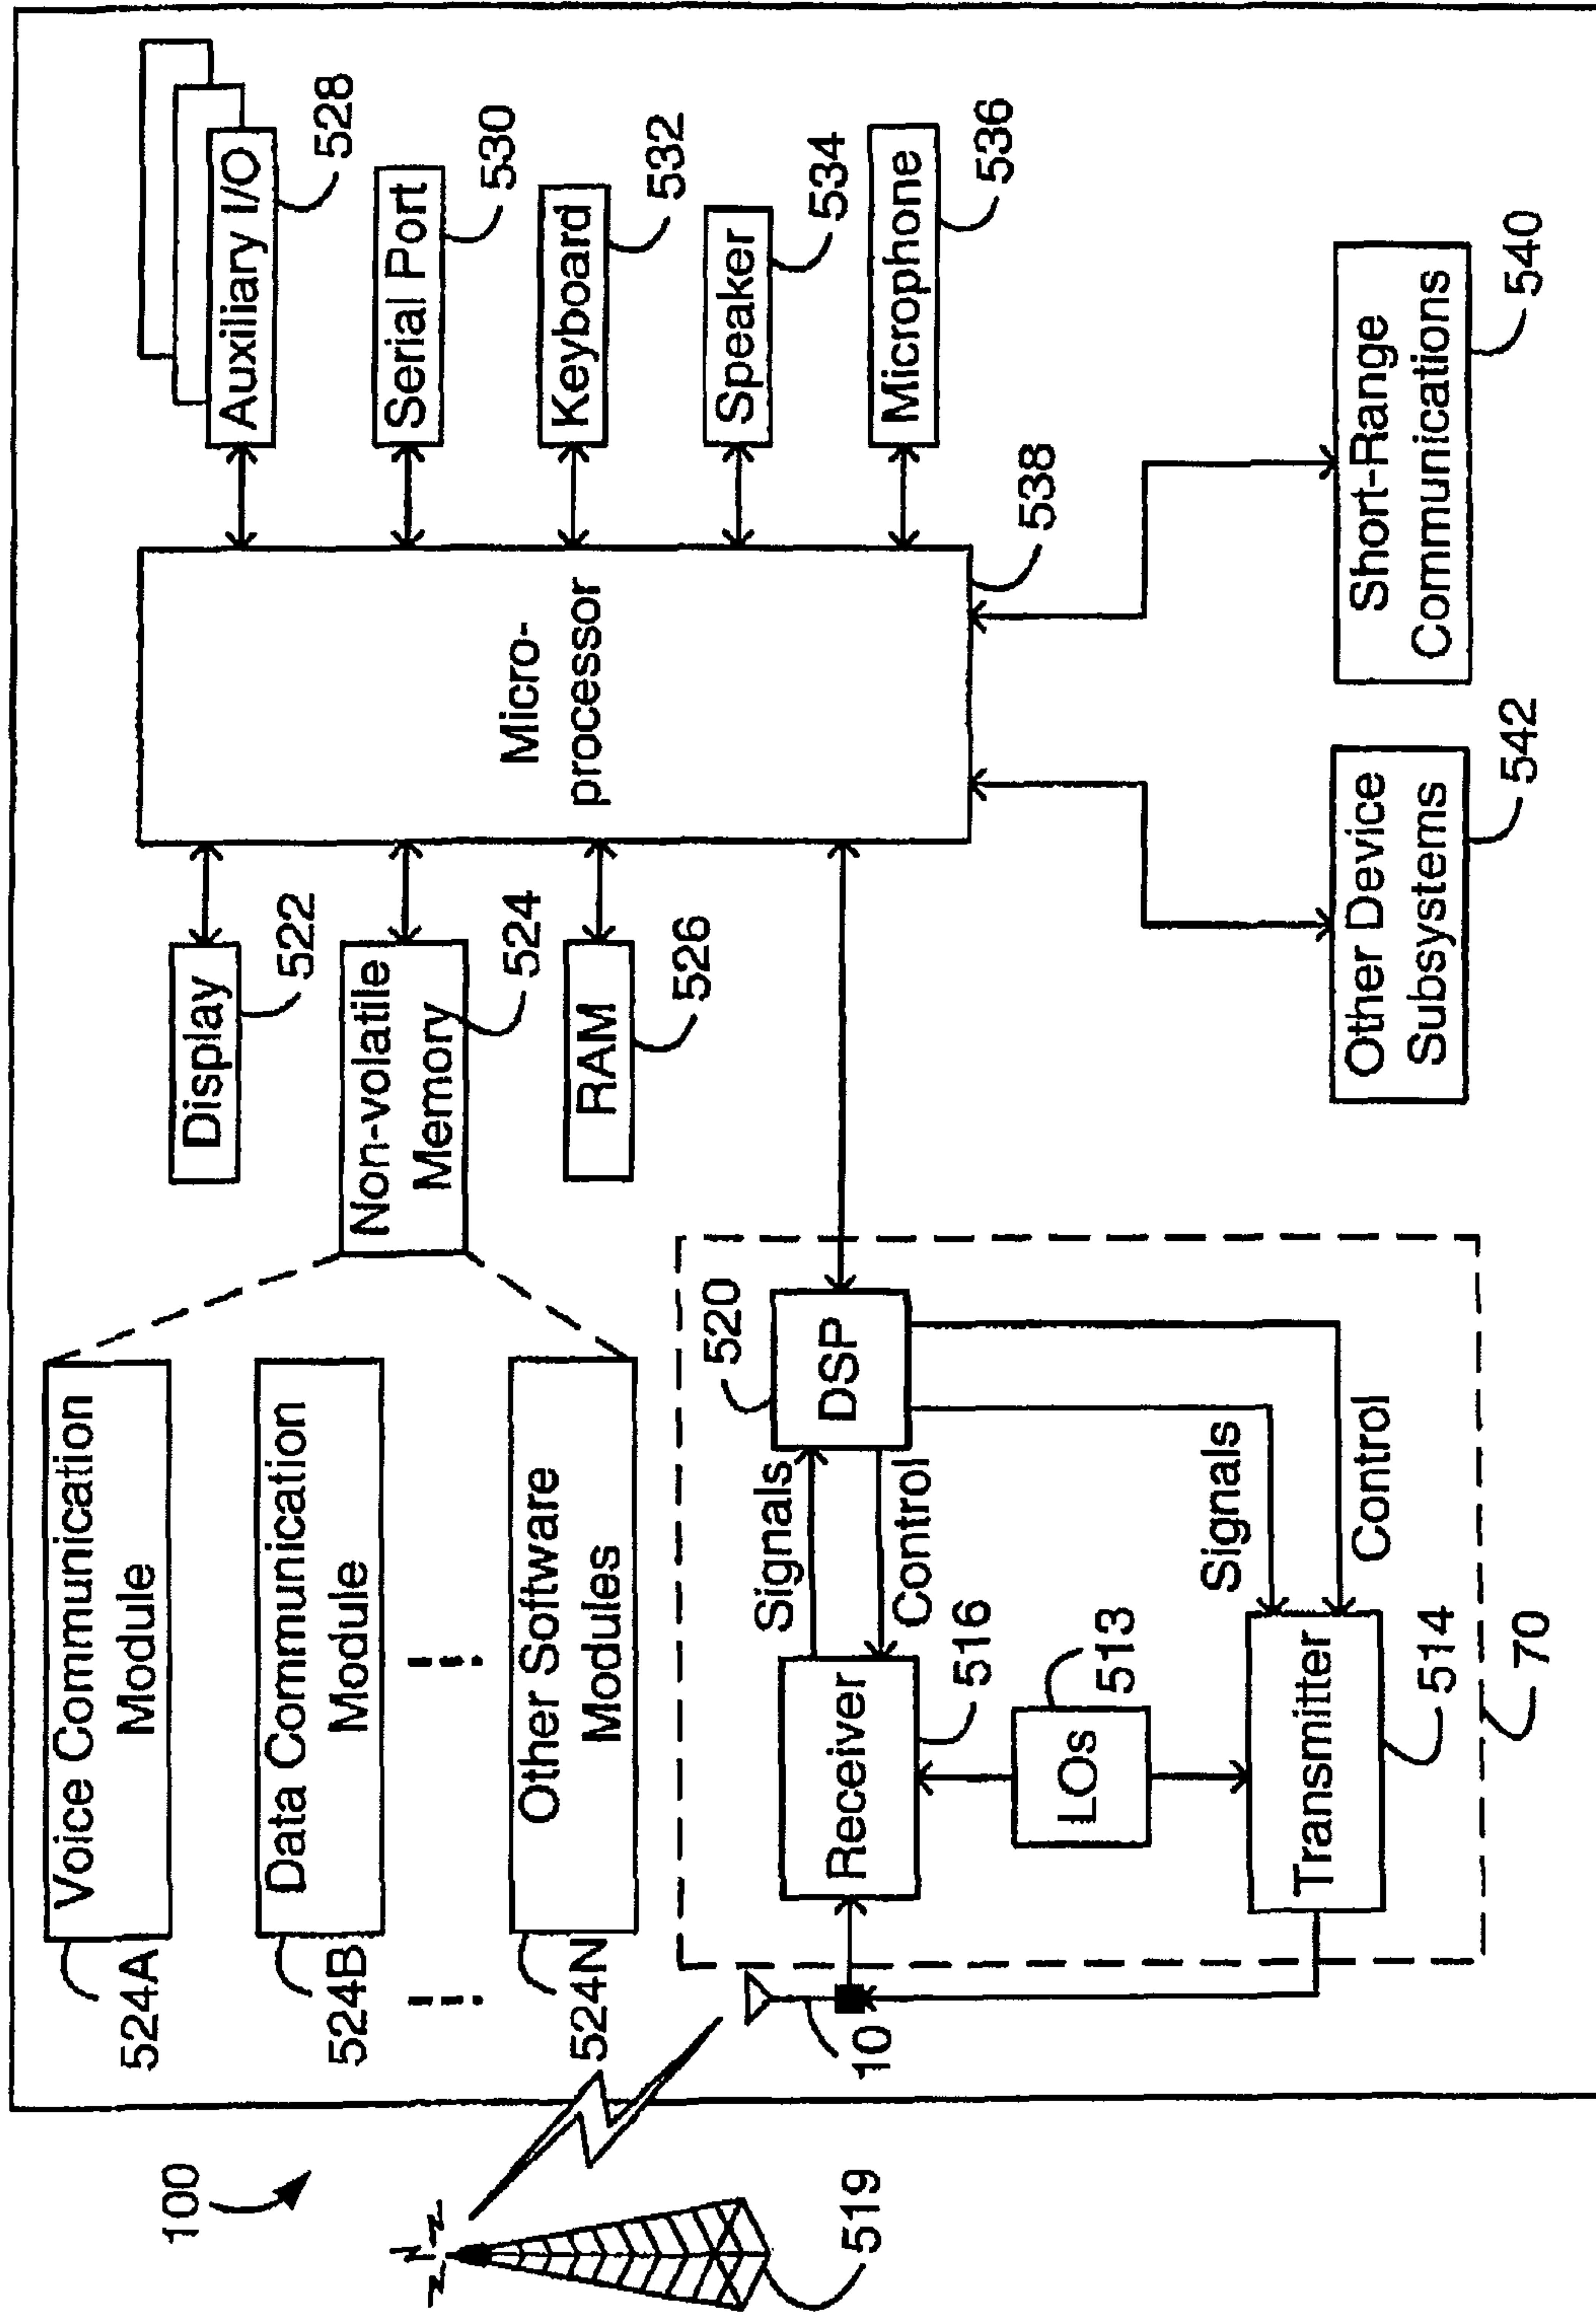 100
519
Voice Communication
Module
524A
Data Communication
Module
524B
Other Software
Modules
524N
Display
522
Non-volatile
Memory
524
RAM
526
Micro-
processor
538
Auxiliary I/O
528
Serial Port
530
Keyboard
532
Speaker
534
Microphone
536
10
Receiver
516
Signals
Control
DSP
520
LOs
513
Signals
Control
Transmitter
514
70
Other Device
Subsystems
542
Short-Range
Communications
540